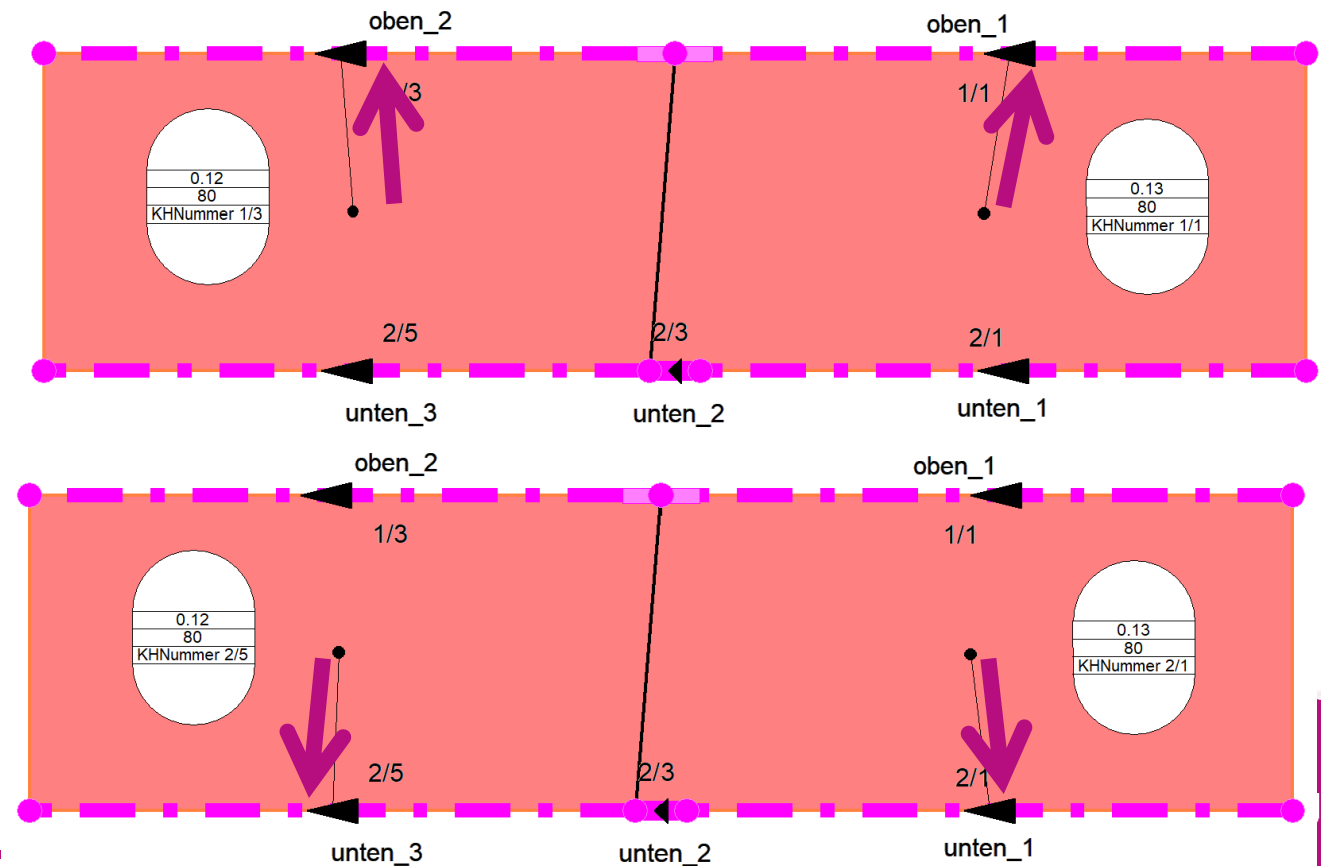 oben_2
oben_1
/3
1/1
0.12
80
KHNummer 1/3
0.13
80
KHNummer 1/1
2/5
2/3
2/1
unten_3
unten_2
unten_1
oben_2
oben_1
1/3
1/1
0.12
80
KHNummer 2/5
0.13
80
KHNummer 2/1
2/5
2/3
2/1
unten_3
unten_2
unten_1